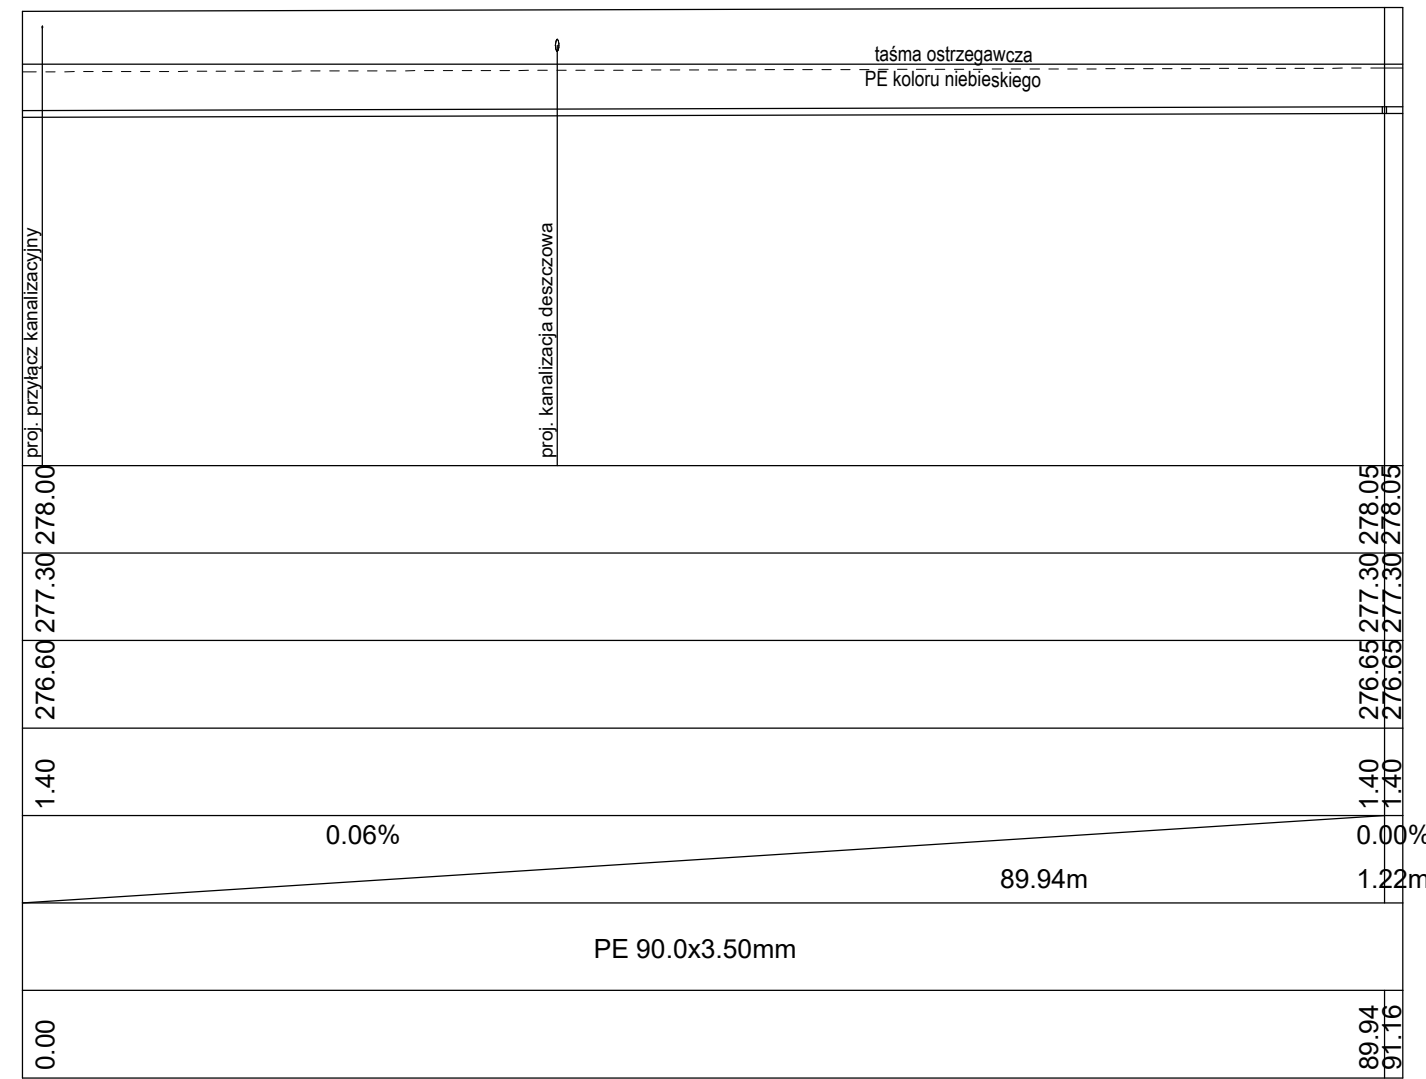 taśma ostrzegawcza
PE koloru niebieskiego
proj. przyłącz kanalizacyjny
proj. kanalizacja deszczowa
278.00 278.05 278.05
277.30 277.30 277.30
276.60 276.65 276.65
1.40 1.40 1.40
0.06% 0.00%
89.94m 1.22m
PE 90.0x3.50mm
0.00 89.94 91.16